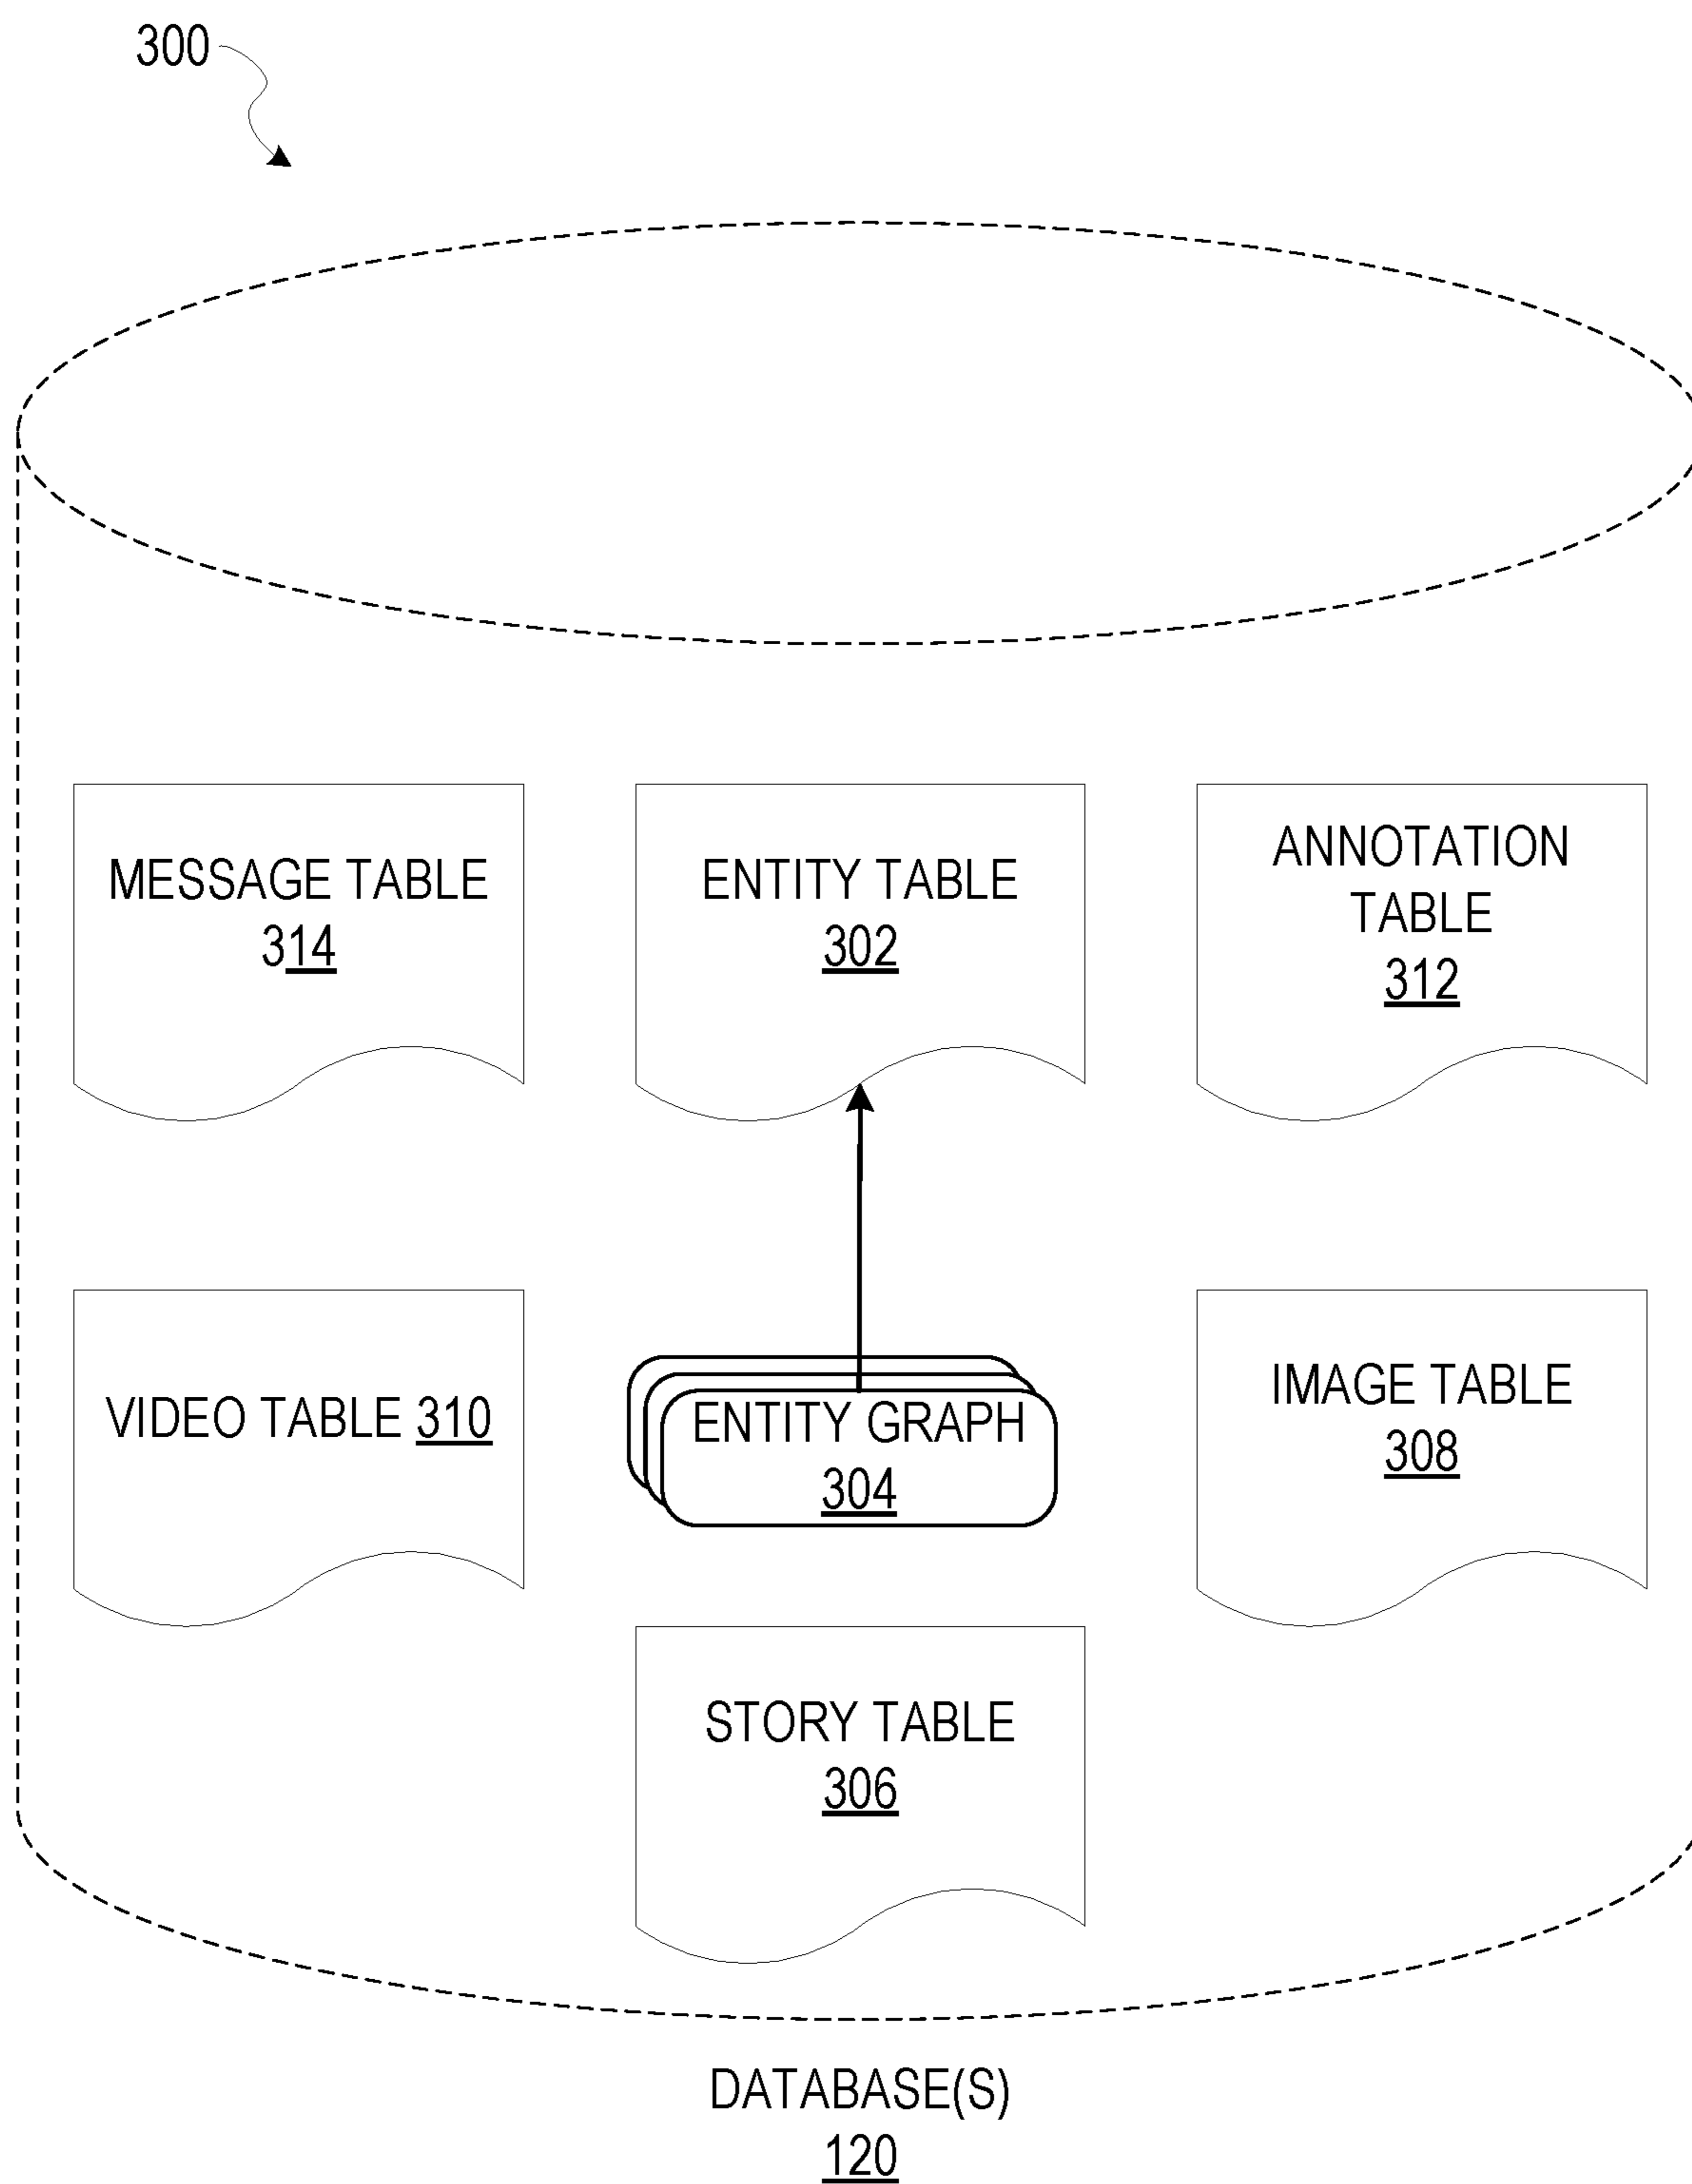 300
MESSAGE TABLE
314
ENTITY TABLE
302
ANNOTATION
TABLE
312
VIDEO TABLE 310
ENTITY GRAPH
304
IMAGE TABLE
308
STORY TABLE
306
DATABASE(S)
120